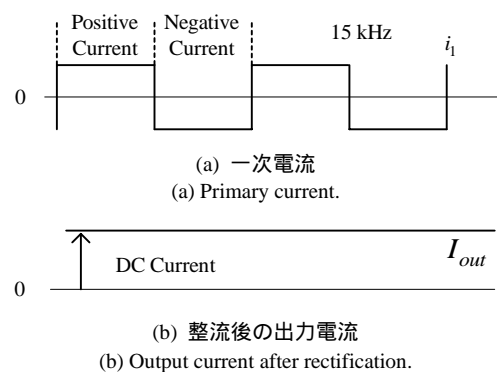 Positive Negative
Current Current
15 kHz
i1
0
(a) 一次電流
(a) Primary current.
Iout
DC Current
0
(b) 整流後の出力電流
(b) Output current after rectification.